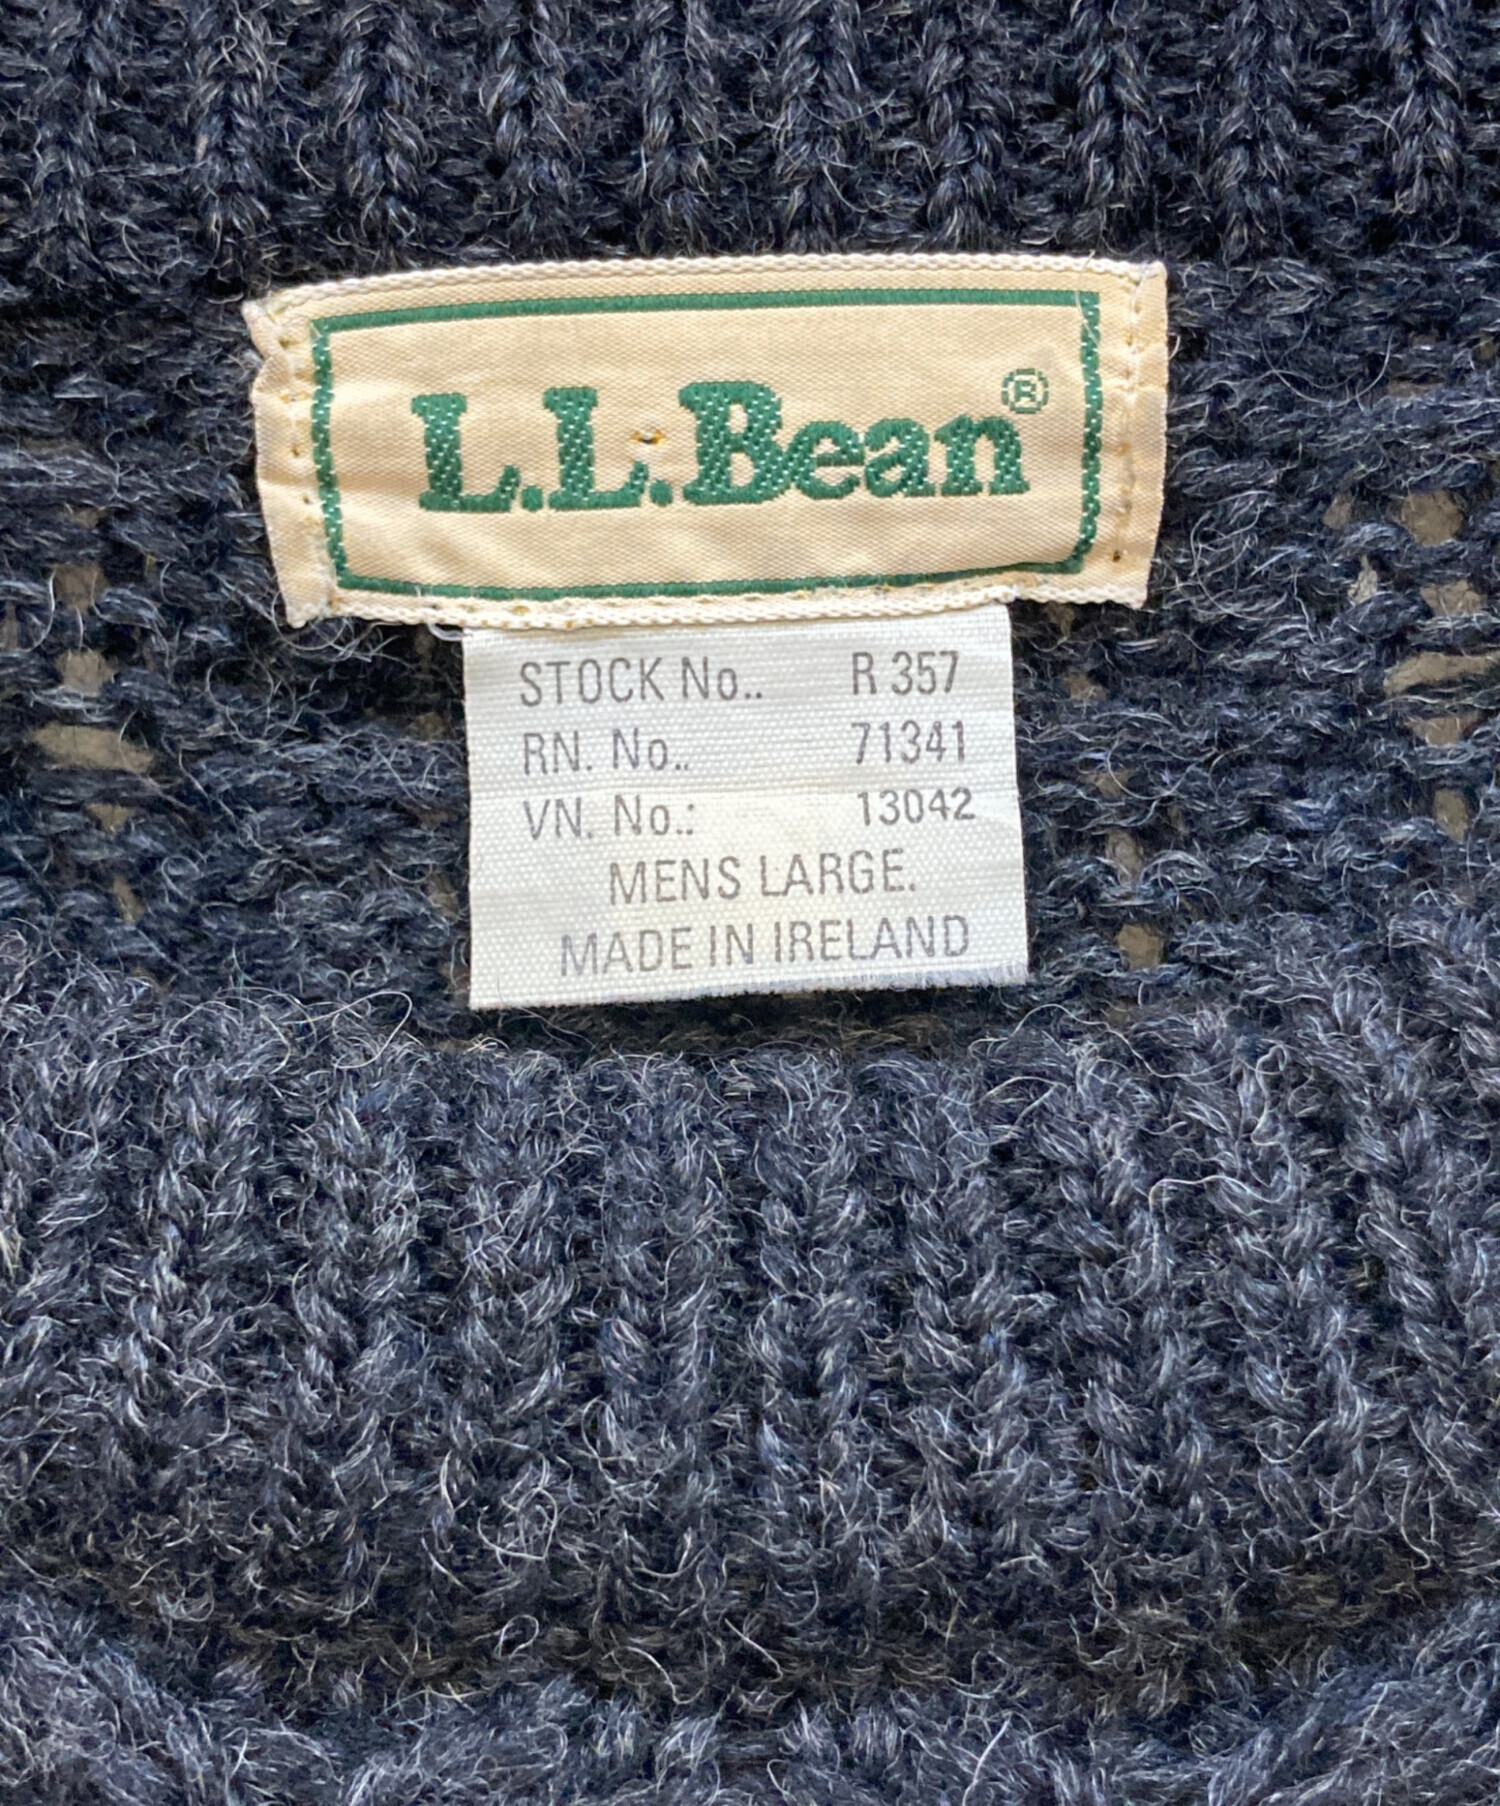 L.L.Bean®
STOCK No.. R 357
RN. No.. 71341
VN. No.: 13042
MENS LARGE.
MADE IN IRELAND